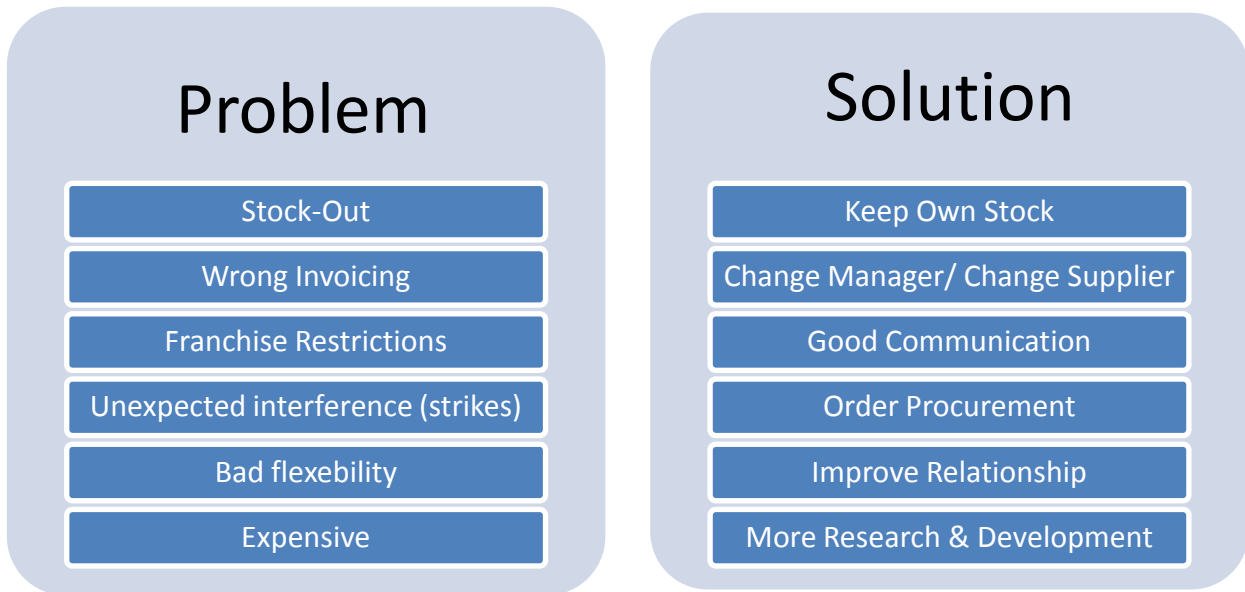 Problem
Stock-Out
Wrong Invoicing
Franchise Restrictions
Unexpected interference (strikes)
Bad flexebility
Expensive
Solution
Keep Own Stock
Change Manager/ Change Supplier
Good Communication
Order Procurement
Improve Relationship
More Research & Development